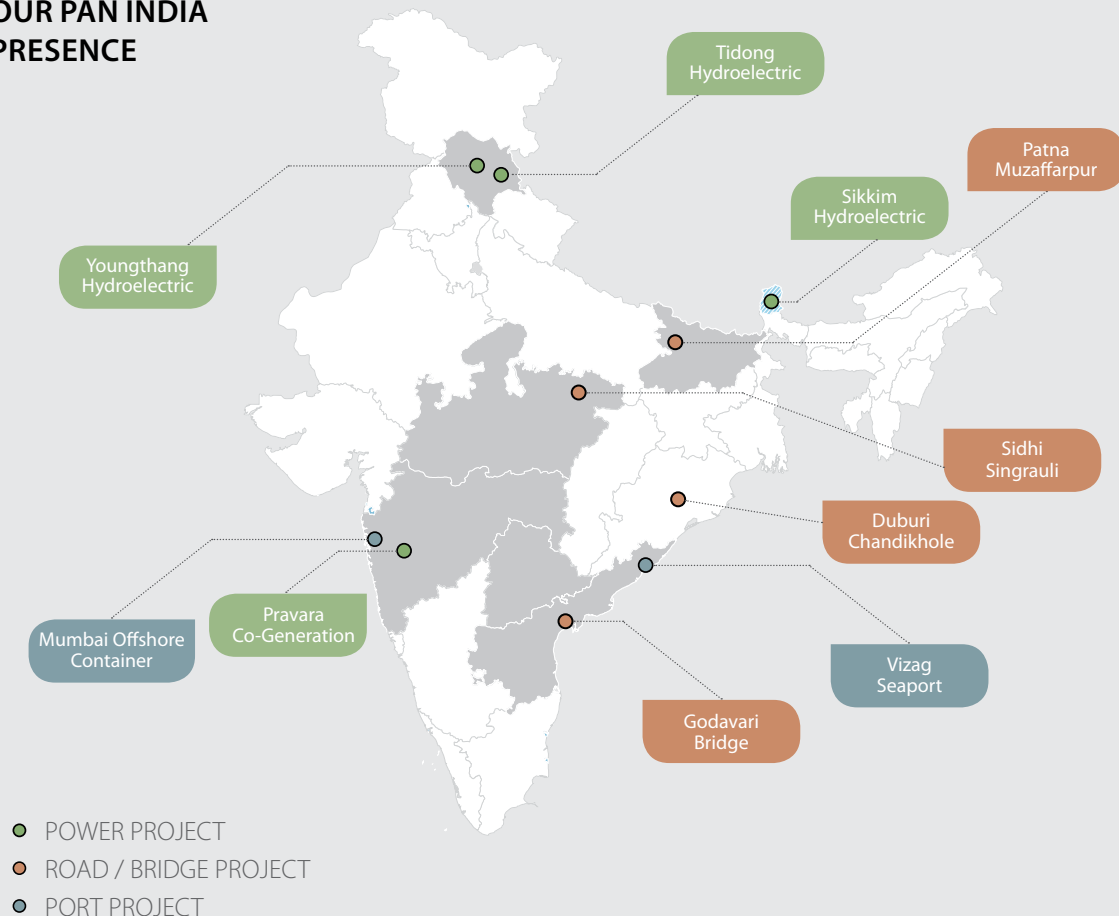 OUR PAN INDIA
PRESENCE
Tidong
Hydroelectric
Patna
Muzaffarpur
Sikkim
Hydroelectric
Youngthang
Hydroelectric
Sidhi
Singrauli
Duburi
Chandikhole
Mumbai Offshore
Container
Pravara
Co-Generation
Vizag
Seaport
Godavari
Bridge
POWER PROJECT
ROAD / BRIDGE PROJECT
PORT PROJECT